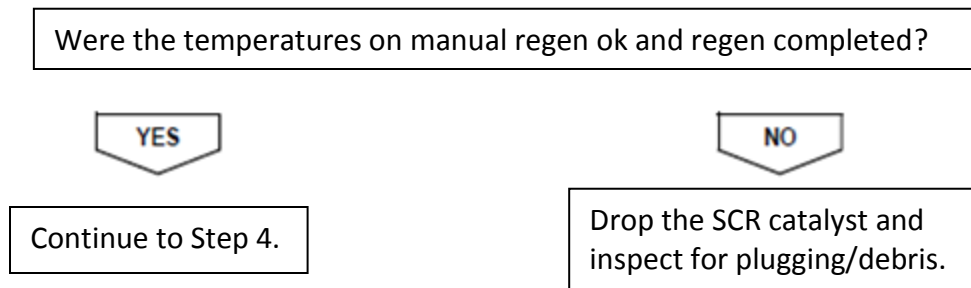 Were the temperatures on manual regen ok and regen completed?
YES
NO
Continue to Step 4.
Drop the SCR catalyst and
inspect for plugging/debris.